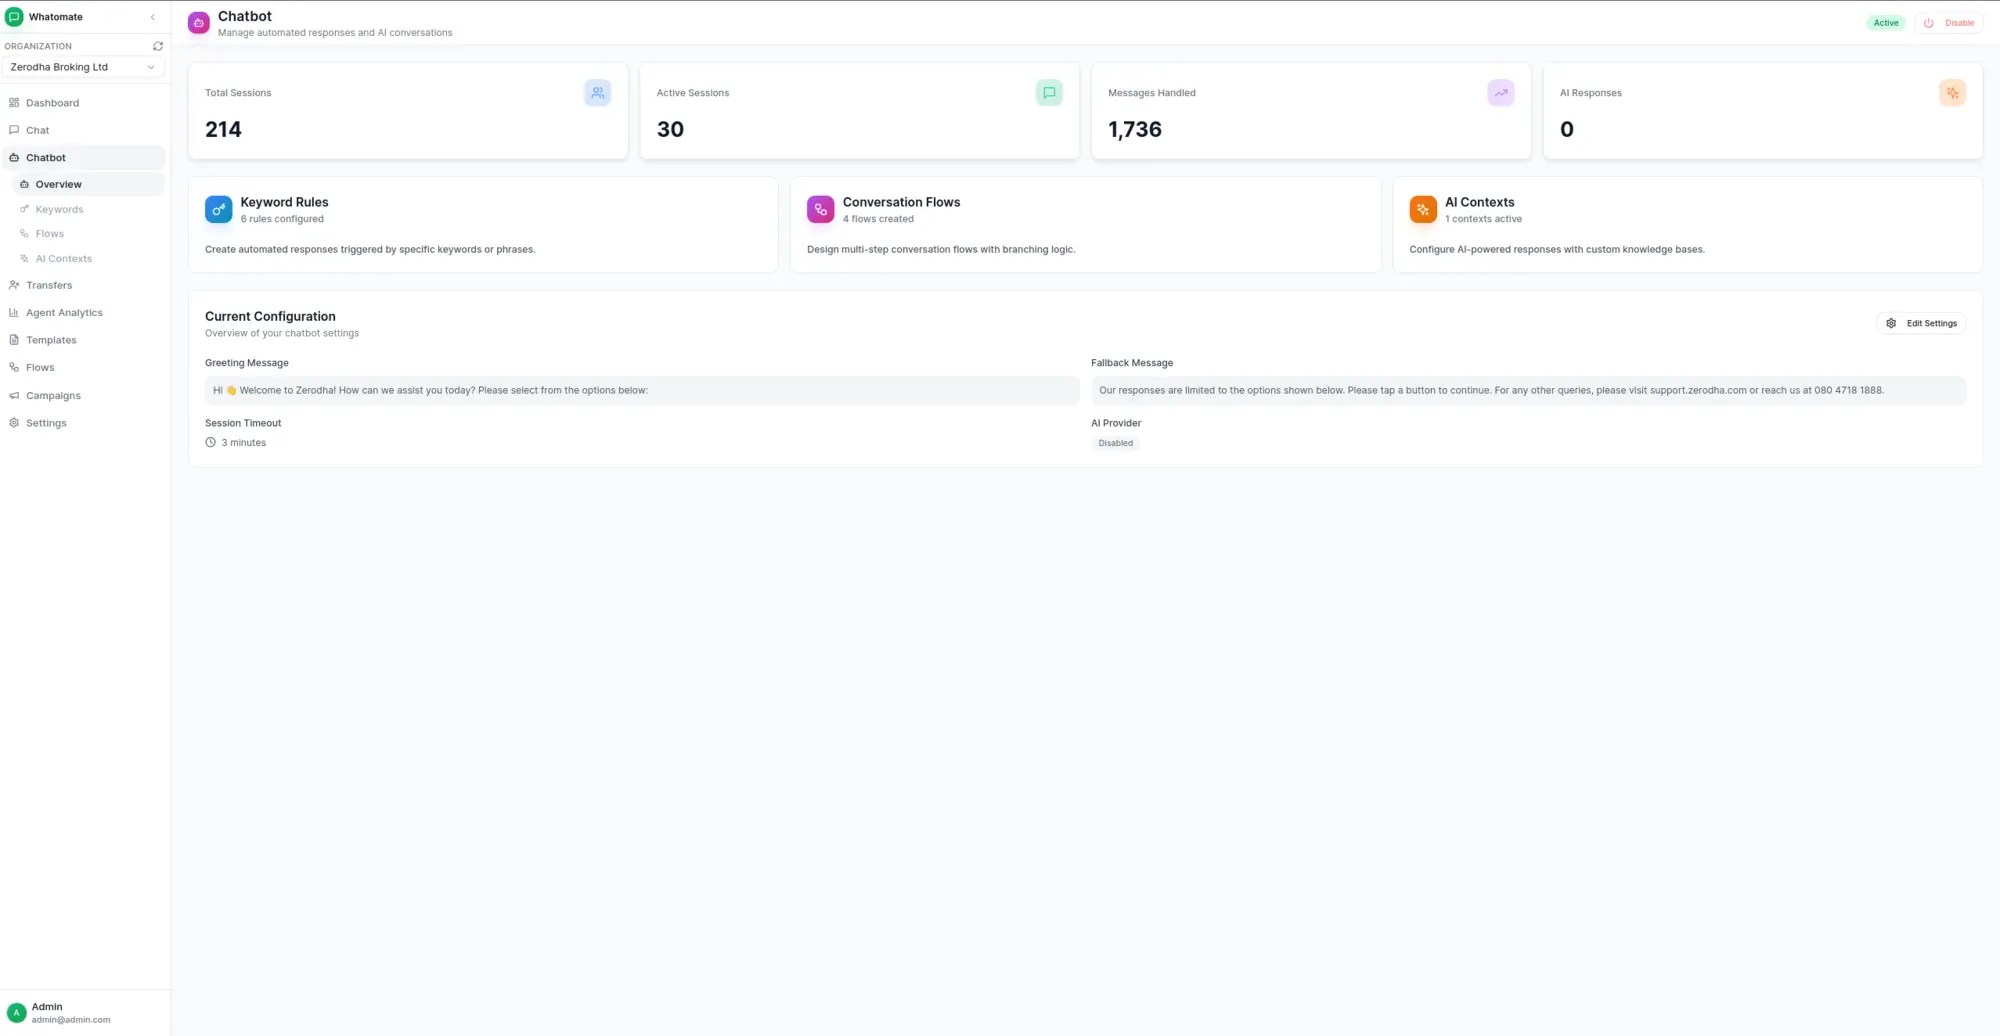 Whatomate
ORGANIZATION
Zerodha Broking Ltd
Dashboard
Chat
Chatbot
Overview
Keywords
Flows
AI Contexts
Transfers
Agent Analytics
Templates
Flows
Campaigns
Settings
A
Admin
admin@admin.com
Chatbot
Manage automated responses and AI conversations
Active
Disable
Total Sessions
214
Active Sessions
30
Messages Handled
1,736
AI Responses
0
Keyword Rules
6 rules configured
Create automated responses triggered by specific keywords or phrases.
Conversation Flows
4 flows created
Design multi-step conversation flows with branching logic.
AI Contexts
1 contexts active
Configure AI-powered responses with custom knowledge bases.
Current Configuration
Overview of your chatbot settings
Edit Settings
Greeting Message
Hi 👋 Welcome to Zerodha! How can we assist you today? Please select from the options below:
Fallback Message
Our responses are limited to the options shown below. Please tap a button to continue. For any other queries, please visit support.zerodha.com or reach us at 080 4718 1888.
Session Timeout
3 minutes
AI Provider
Disabled